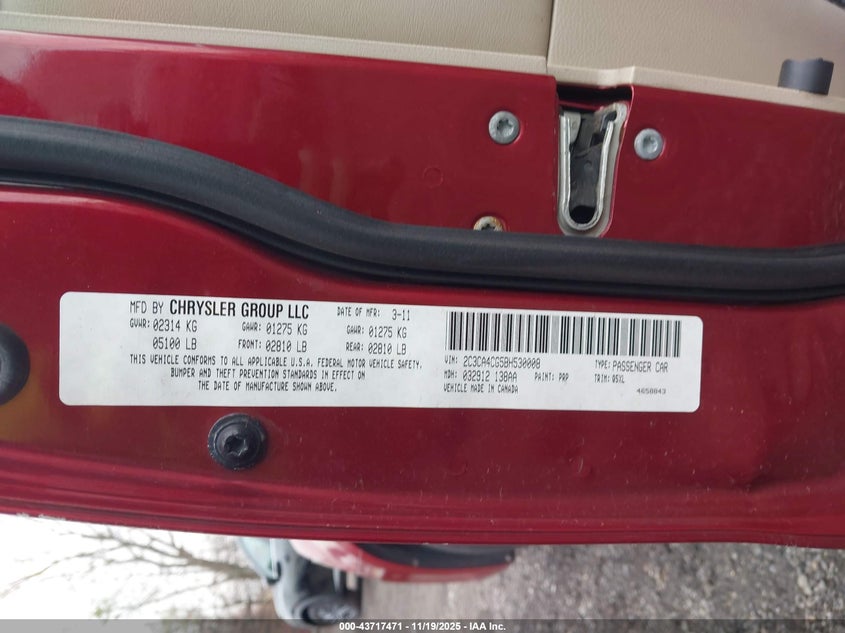 MFD BY CHRYSLER GROUP LLC DATE OF MFR: 3-11
GVWR: 02314 KG GAWR: 01275 KG GAWR: 01275 KG
05100 LB FRONT: 02810 LB REAR: 02810 LB
THIS VEHICLE CONFORMS TO ALL APPLICABLE U.S.A. FEDERAL MOTOR VEHICLE SAFETY,
BUMPER AND THEFT PREVENTION STANDARDS IN EFFECT ON
THE DATE OF MANUFACTURE SHOWN ABOVE.
VIN: 2C3CA4CG5BH530008 TYPE: PASSENGER CAR
MDH: 032912 138AA PAINT: PRP TRIM: Q5XL
VEHICLE MADE IN CANADA 4658843
000-43717471 | 11/19/2025 - IAA Inc.